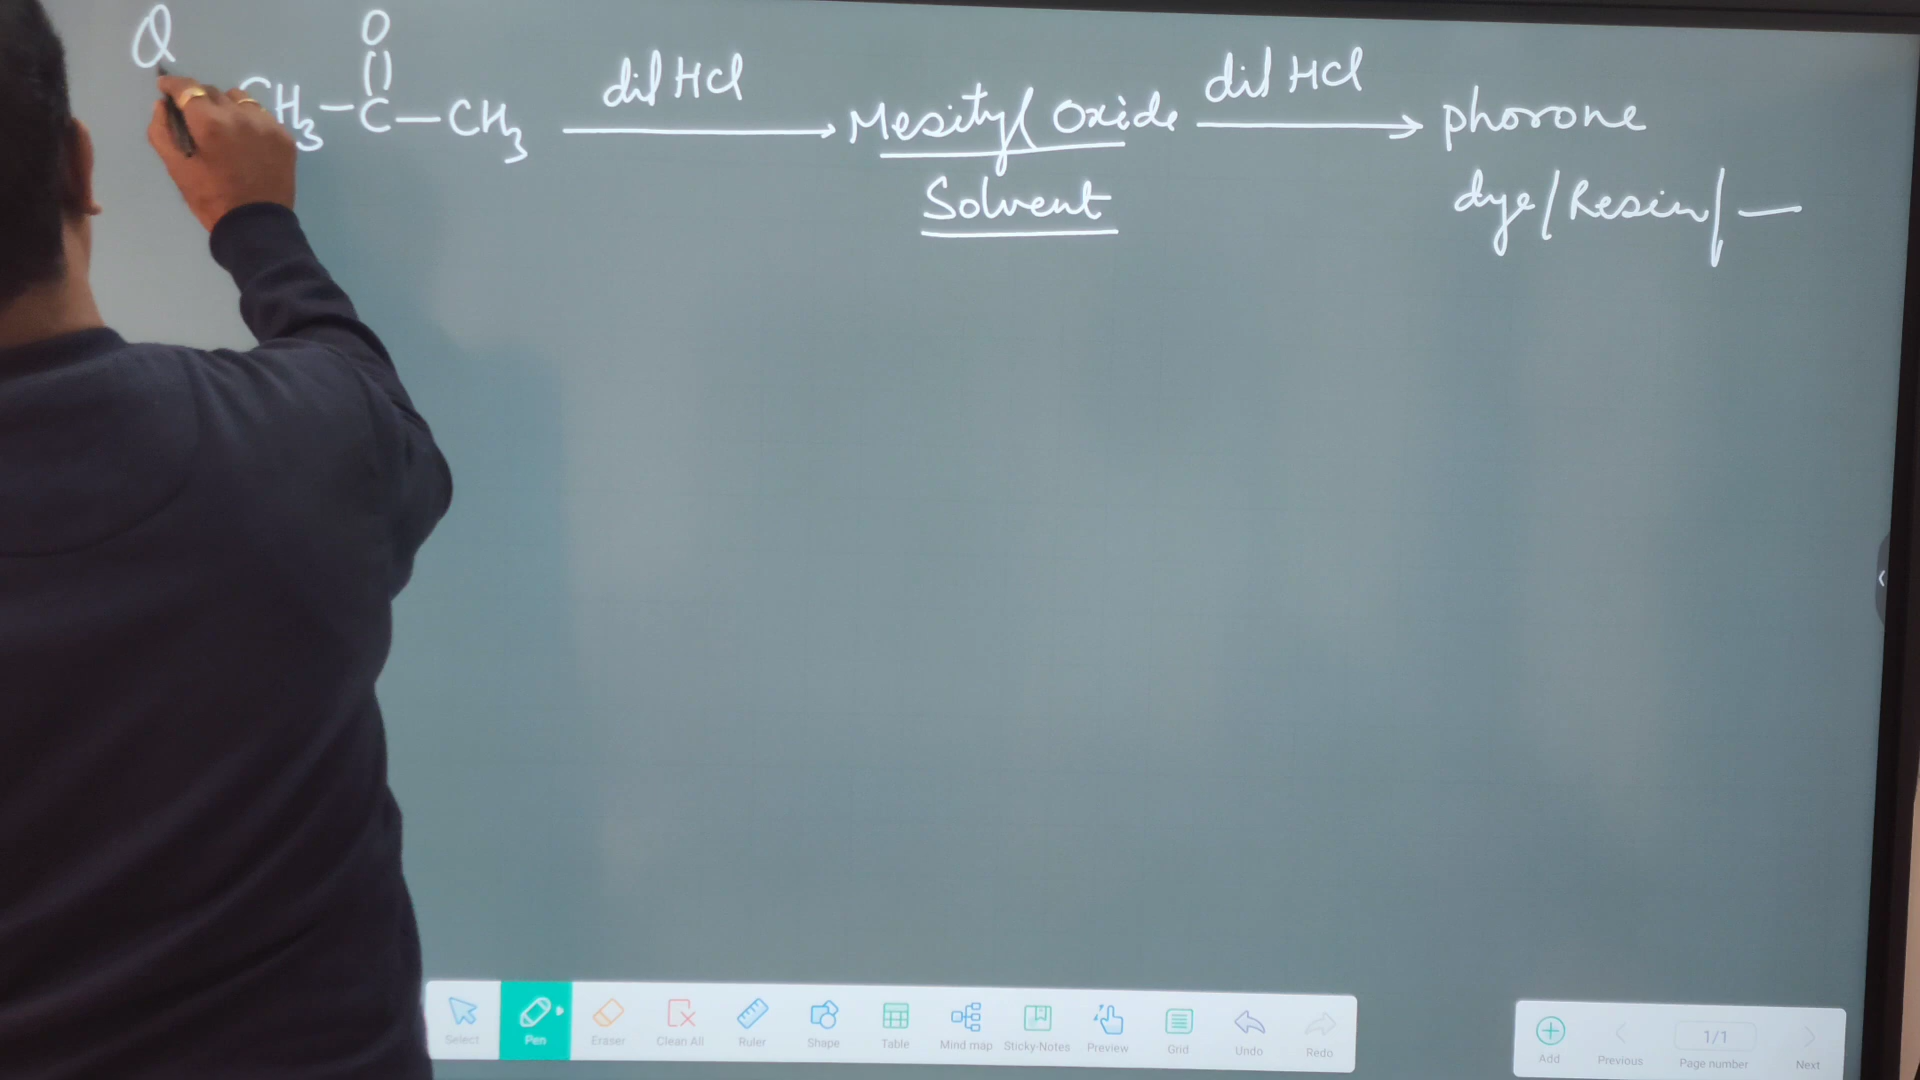 Q
O
CH3-C-CH3 dil HCl Mesityl Oxide dil HCl phorone
Solvent dye/Resin/—
Select Pen Eraser Clean All Ruler Shape Table Mind map Sticky-Notes Preview Grid Undo Redo Add Previous 1/1 Page number Next